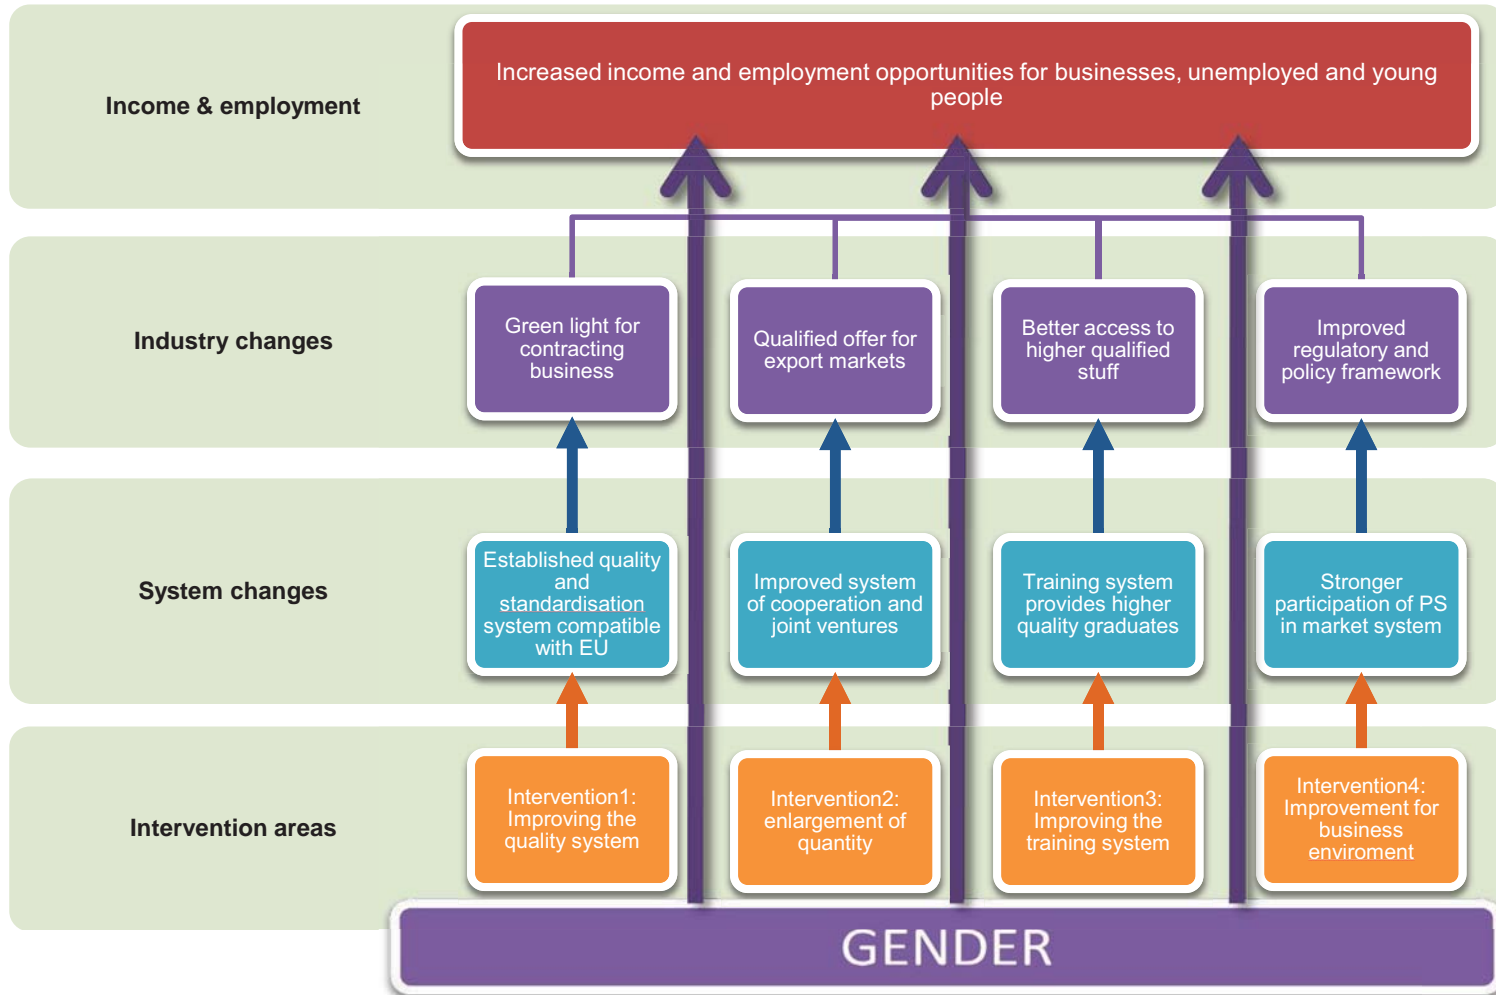 Income & employment
Increased income and employment opportunities for businesses, unemployed and young
people
Industry changes
Green light for
contracting
business
Qualified offer for
export markets
Better access to
higher qualified
stuff
Improved
regulatory and
policy framework
System changes
Established quality
and
standardisation
system compatible
with EU
Improved system
of cooperation and
joint ventures
Training system
provides higher
quality graduates
Stronger
participation of PS
in market system
Intervention areas
Intervention1:
Improving the
quality system
Intervention2:
enlargement of
quantity
Intervention3:
Improving the
training system
Intervention4:
Improvement for
business
enviroment
GENDER